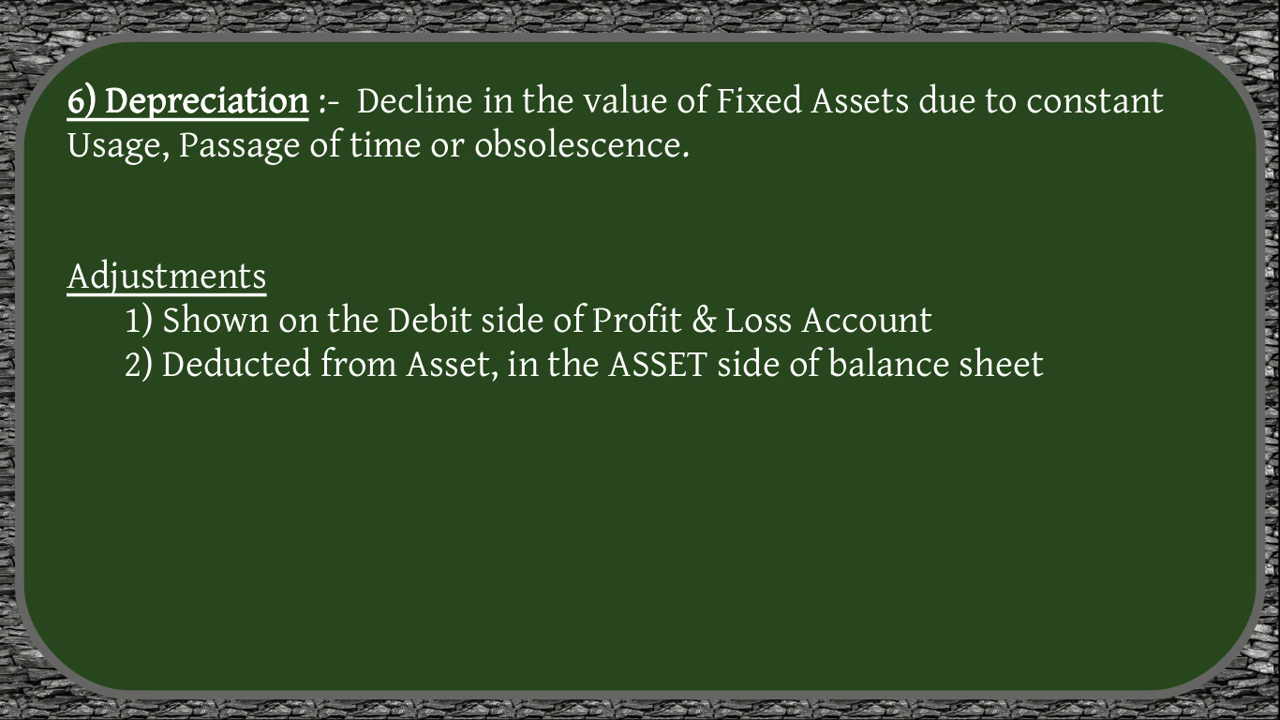 6) Depreciation :- Decline in the value of Fixed Assets due to constant
Usage, Passage of time or obsolescence.
Adjustments
1) Shown on the Debit side of Profit & Loss Account
2) Deducted from Asset, in the ASSET side of balance sheet